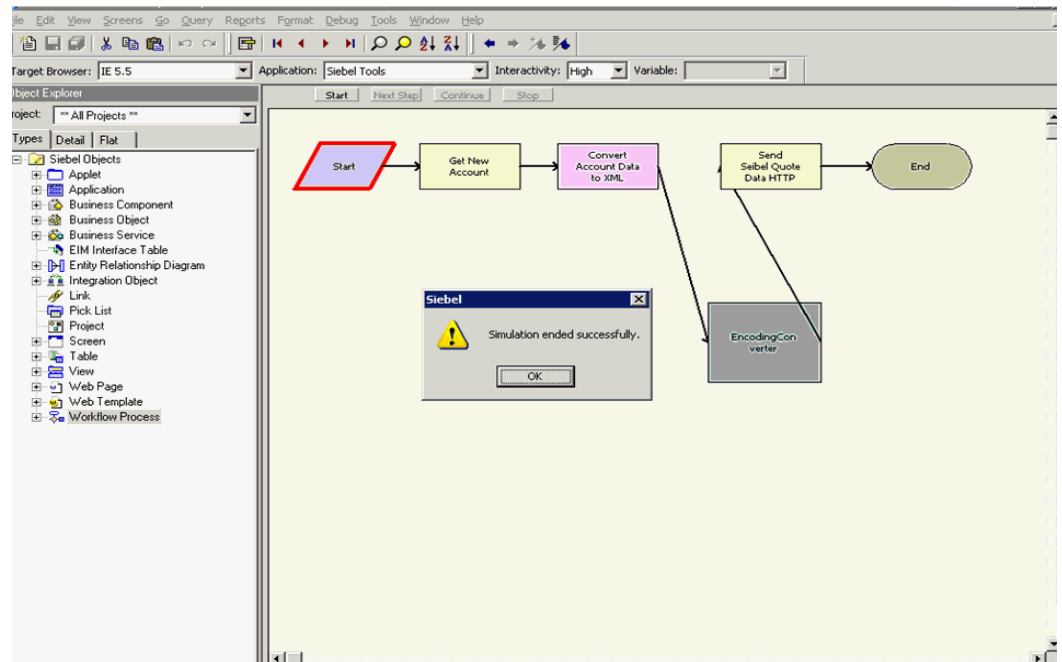 ile Edit View Screens Go Query Reports Format Debug Tools Window Help
Target Browser: IE 5.5 Application: Siebel Tools Interactivity: High Variable:
Object Explorer
Start Next Step Continue Stop
roject: ** All Projects **
Types Detail Flat
Siebel Objects
Applet
Application
Business Component
Business Object
Business Service
EIM Interface Table
Entity Relationship Diagram
Integration Object
Link
Pick List
Project
Screen
Table
View
Web Page
Web Template
Workflow Process
Start
Get New
Account
Convert
Account Data
to XML
Send
Seibel Quote
Data HTTP
End
EncodingCon
verter
Siebel
Simulation ended successfully.
OK